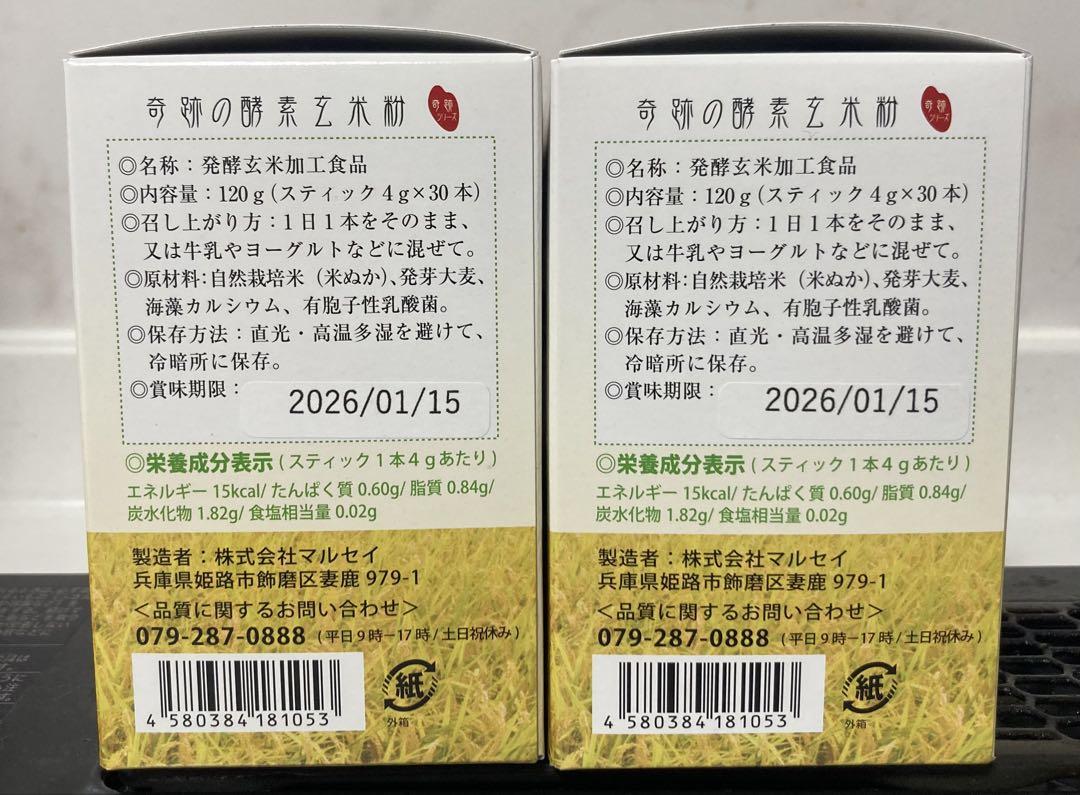 奇跡の酵素玄米粉
奇跡
シリーズ
◎名称：発酵玄米加工食品
◎内容量：120ｇ(スティック４ｇ×30本)
◎召し上がり方：１日１本をそのまま、
又は牛乳やヨーグルトなどに混ぜて。
◎原材料：自然栽培米（米ぬか）、発芽大麦、
海藻カルシウム、有胞子性乳酸菌。
◎保存方法：直光・高温多湿を避けて、
冷暗所に保存。
◎賞味期限：
2026/01/15
◎栄養成分表示(スティック１本４ｇあたり)
エネルギー 15kcal/ たんぱく質 0.60g/ 脂質 0.84g/
炭水化物 1.82g/ 食塩相当量 0.02g
製造者：株式会社マルセイ
兵庫県姫路市飾磨区妻鹿 979-1
＜品質に関するお問い合わせ＞
079-287-0888 (平日９時ー17時/土日祝休み)
4 580384 181053
紙
外箱
奇跡の酵素玄米粉
奇跡
シリーズ
◎名称：発酵玄米加工食品
◎内容量：120ｇ(スティック４ｇ×30本)
◎召し上がり方：１日１本をそのまま、
又は牛乳やヨーグルトなどに混ぜて。
◎原材料：自然栽培米（米ぬか）、発芽大麦、
海藻カルシウム、有胞子性乳酸菌。
◎保存方法：直光・高温多湿を避けて、
冷暗所に保存。
◎賞味期限：
2026/01/15
◎栄養成分表示(スティック１本４ｇあたり)
エネルギー 15kcal/ たんぱく質 0.60g/ 脂質 0.84g/
炭水化物 1.82g/ 食塩相当量 0.02g
製造者：株式会社マルセイ
兵庫県姫路市飾磨区妻鹿 979-1
＜品質に関するお問い合わせ＞
079-287-0888 (平日９時ー17時/土日祝休み)
4 580384 181053
紙
外箱